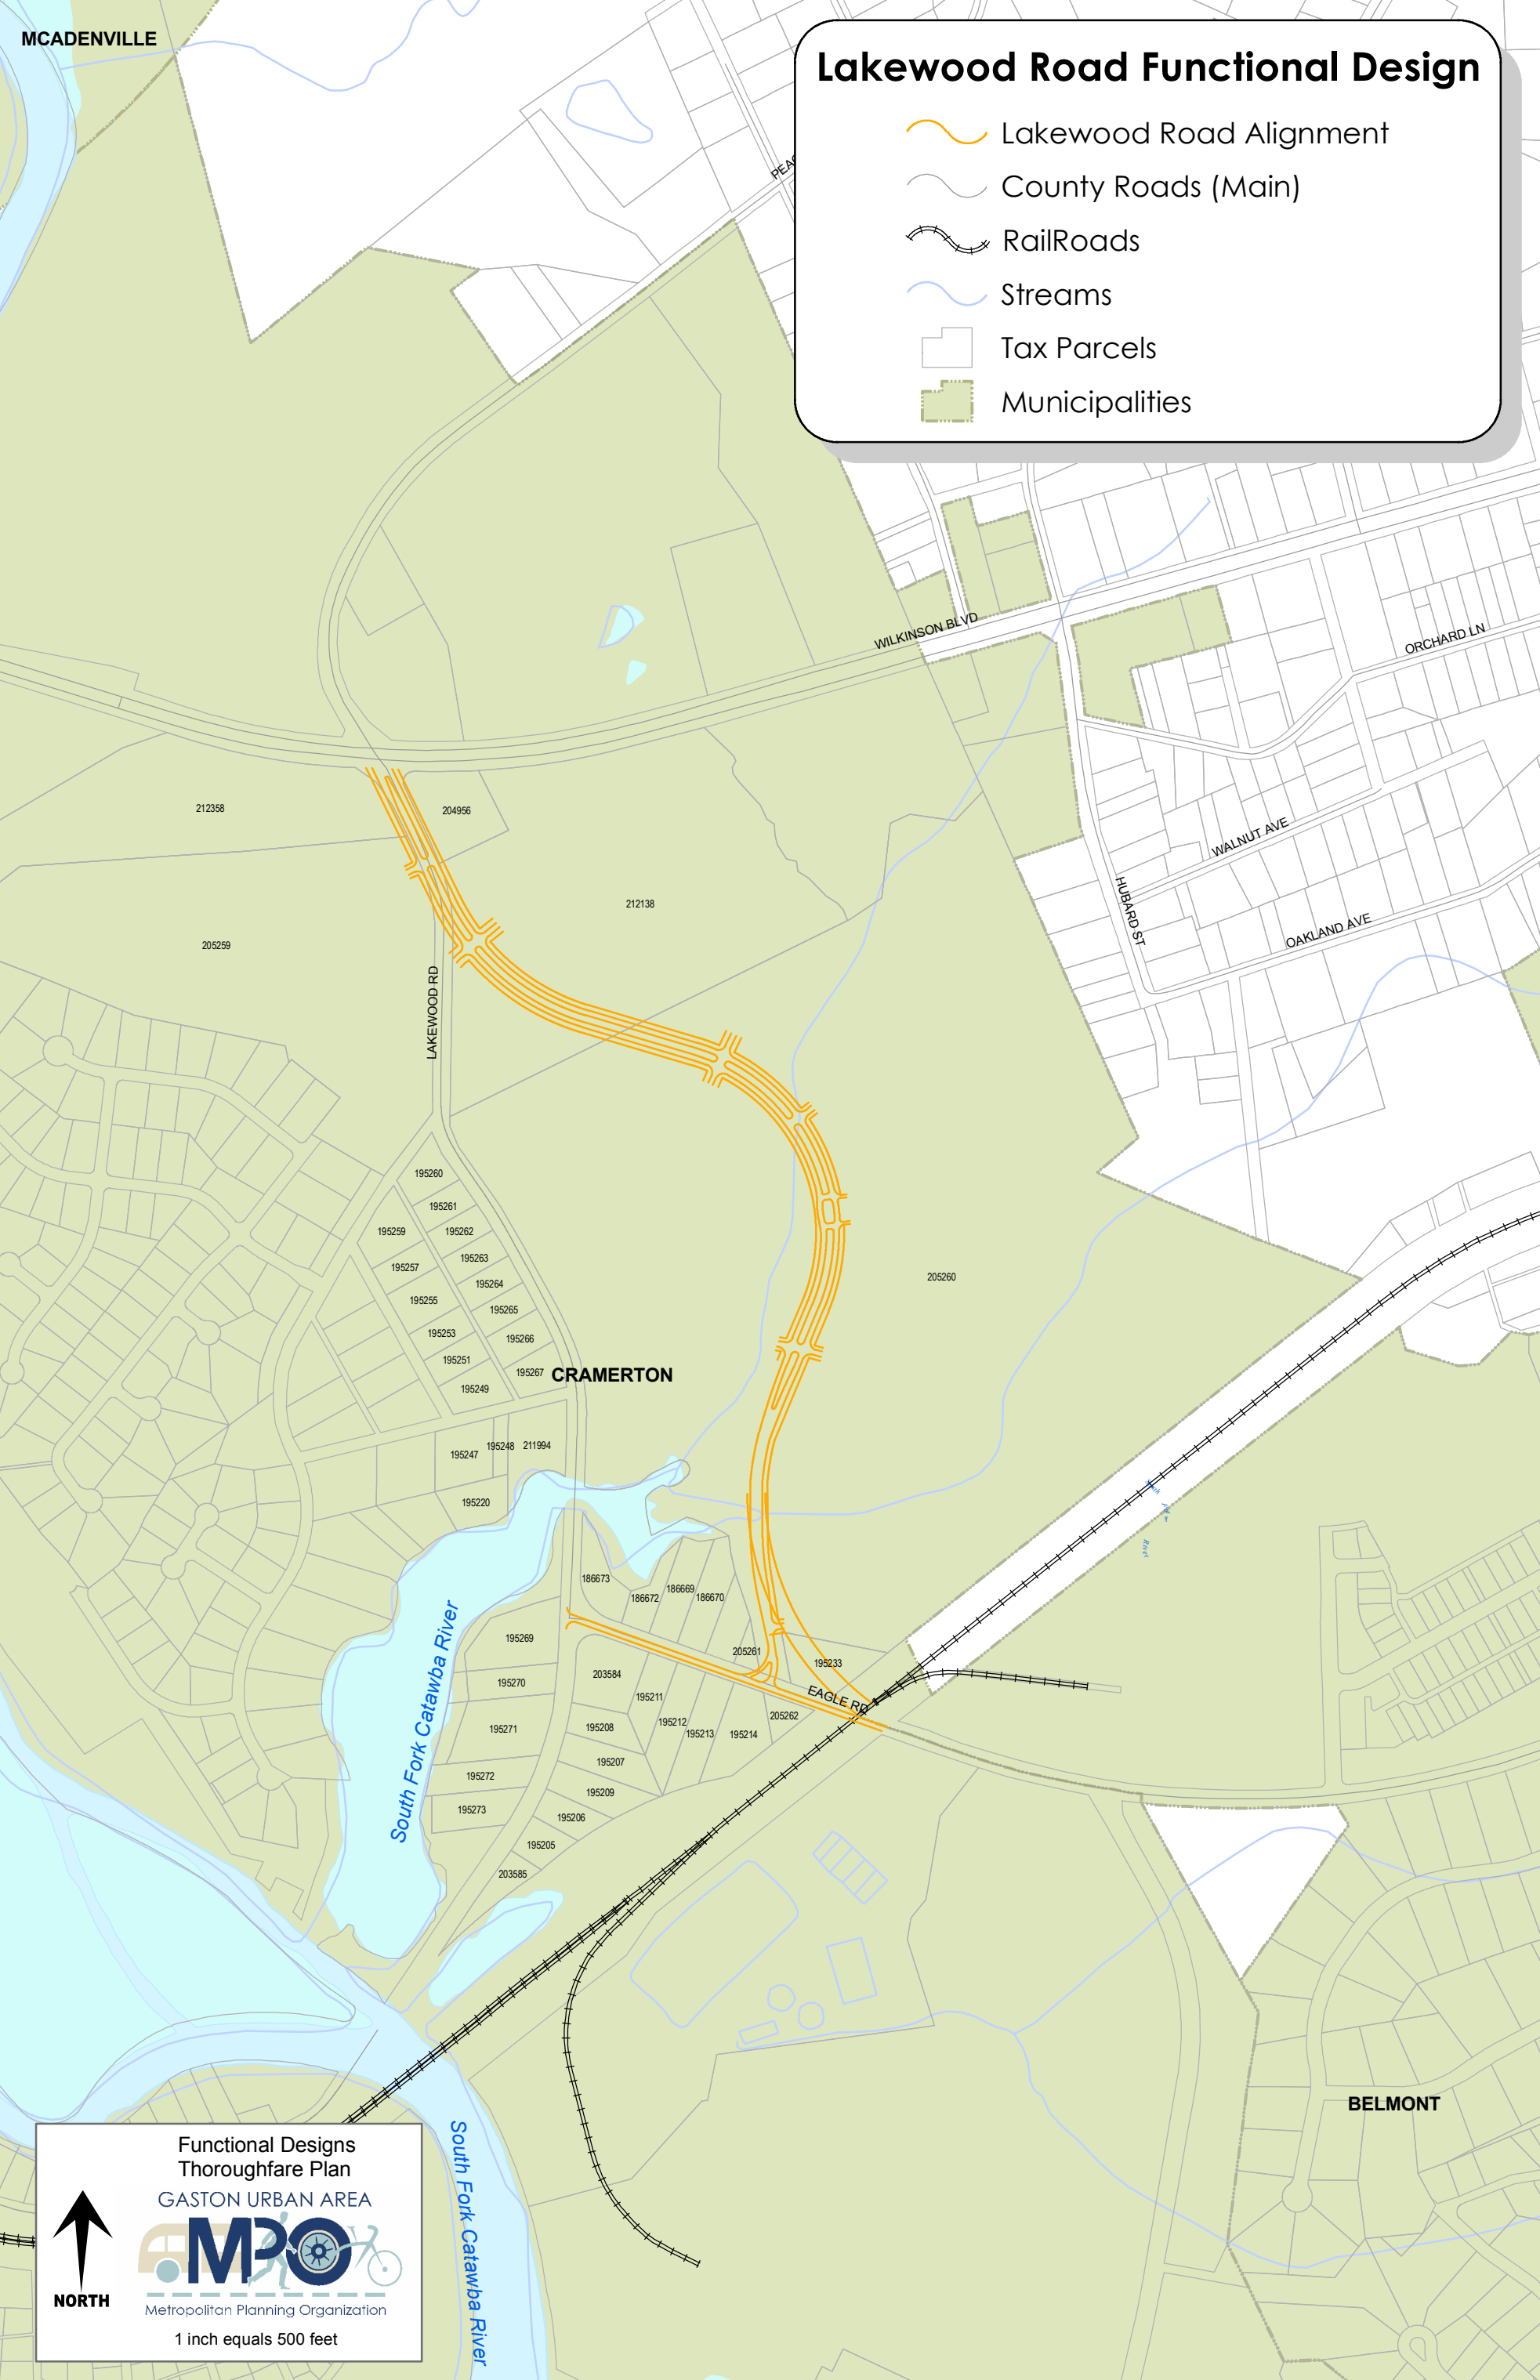 MCADENVILLE
Lakewood Road Functional Design
Lakewood Road Alignment
County Roads (Main)
RailRoads
Streams
Tax Parcels
Municipalities
WILKINSON BLVD
ORCHARD LN
WALNUT AVE
HUBARD ST
OAKLAND AVE
212358
204956
212138
205259
LAKEWOOD RD
195260
195261
195259
195262
195263
195257
195264
195255
195265
195253
195266
195251
195267
195249
CRAMERTON
205260
195247
195248
211994
195220
186673
186672
186669
186670
195269
205261
195233
203584
195270
195211
EAGLE RD
205262
195271
195208
195212
195213
195214
195207
195272
195209
195273
195206
195205
203585
South Fork Catawba River
River
BELMONT
South Fork Catawba River
Functional Designs
Thoroughfare Plan
GASTON URBAN AREA
MPO
Metropolitan Planning Organization
1 inch equals 500 feet
NORTH